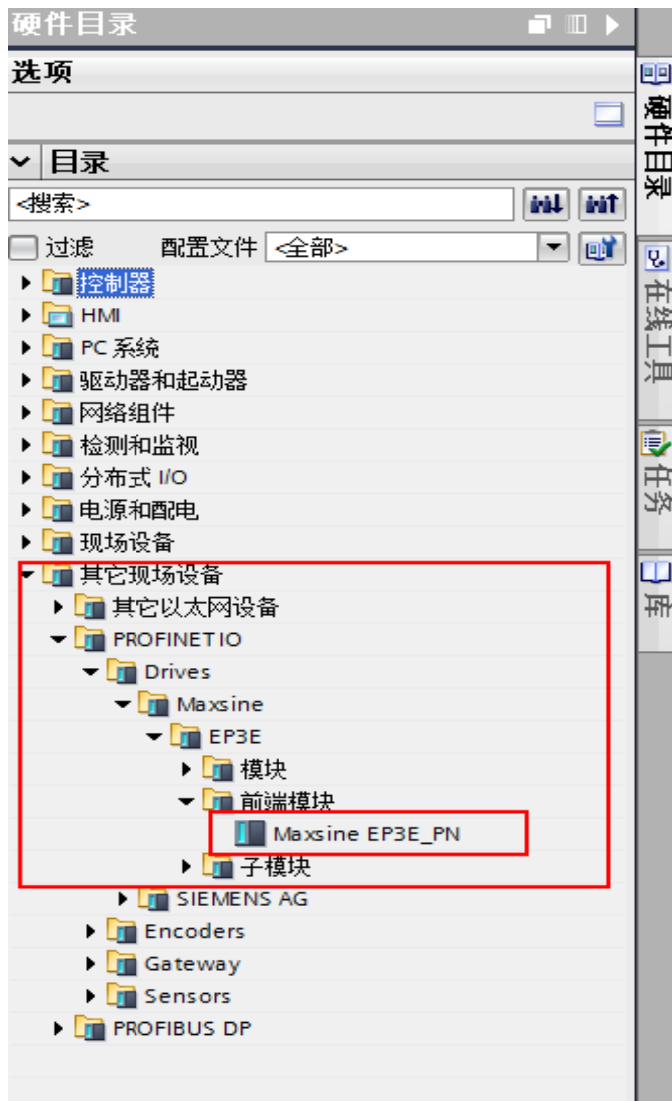 硬件目录
选项
目录
<搜索>
过滤 配置文件 <全部>
控制器
HMI
PC 系统
驱动器和起动器
网络组件
检测和监视
分布式 I/O
电源和配电
现场设备
其它现场设备
其它以太网设备
PROFINET IO
Drives
Maxsine
EP3E
模块
前端模块
Maxsine EP3E_PN
子模块
SIEMENS AG
Encoders
Gateway
Sensors
PROFIBUS DP
硬件目录
在线工具
任务
库